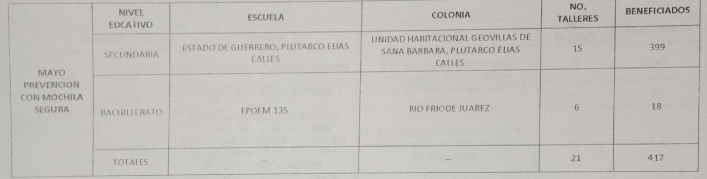 NIVEL EDCATIVO
ESCUELA
COLONIA
NO. TALLERES
BENEFICIADOS
MAYO
PREVENCION
CON MOCHILA
SEGURA
SECUNDARIA
ESTADO DE GUERRERO, PLUTARCO ELIAS
CALLES
UNIDAD HABITACIONAL GEOVILLAS DE
SANA BARBARA, PLUTARCO ELIAS
CALLES
15
399
BACHILLERATO
EPOEM 135
RIO FRIODE JUAREZ
6
18
TOTALES
--
--
21
417